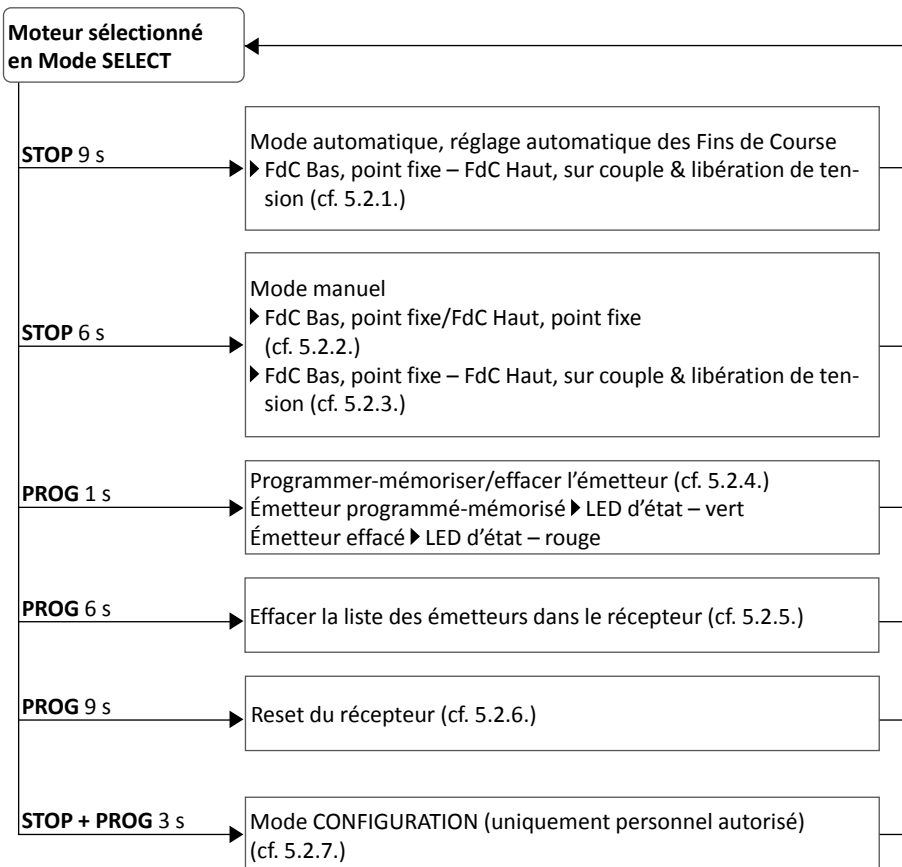 Moteur sélectionné
en Mode SELECT
STOP 9 s
Mode automatique, réglage automatique des Fins de Course
FdC Bas, point fixe – FdC Haut, sur couple & libération de ten-
sion (cf. 5.2.1.)
STOP 6 s
Mode manuel
FdC Bas, point fixe/FdC Haut, point fixe
(cf. 5.2.2.)
FdC Bas, point fixe – FdC Haut, sur couple & libération de ten-
sion (cf. 5.2.3.)
PROG 1 s
Programmer-mémoriser/effacer l’émetteur (cf. 5.2.4.)
Émetteur programmé-mémorisé LED d’état – vert
Émetteur effacé LED d’état – rouge
PROG 6 s
Effacer la liste des émetteurs dans le récepteur (cf. 5.2.5.)
PROG 9 s
Reset du récepteur (cf. 5.2.6.)
STOP + PROG 3 s
Mode CONFIGURATION (uniquement personnel autorisé)
(cf. 5.2.7.)